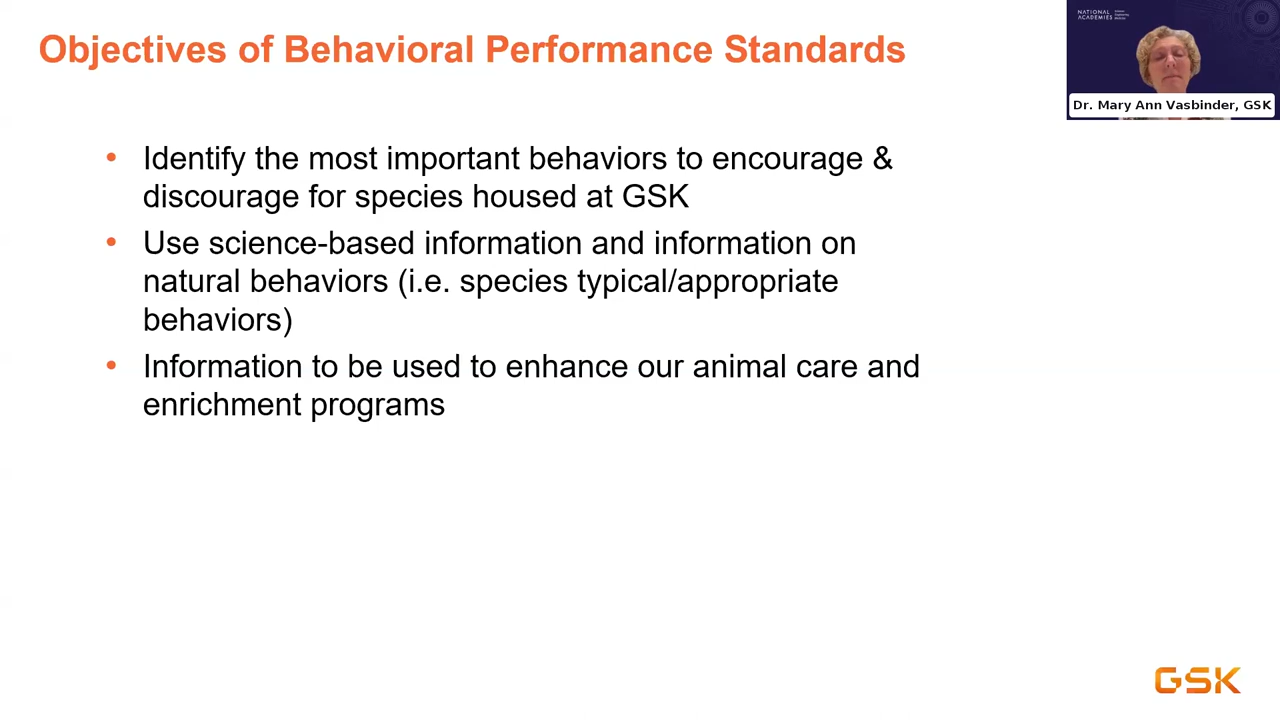 Objectives of Behavioral Performance Standards
NATIONAL
ACADEMIES
Dr. Mary Ann Vasbinder, GSK
• Identify the most important behaviors to encourage &
discourage for species housed at GSK
• Use science-based information and information on
natural behaviors (i.e. species typical/appropriate
behaviors)
• Information to be used to enhance our animal care and
enrichment programs
GSK